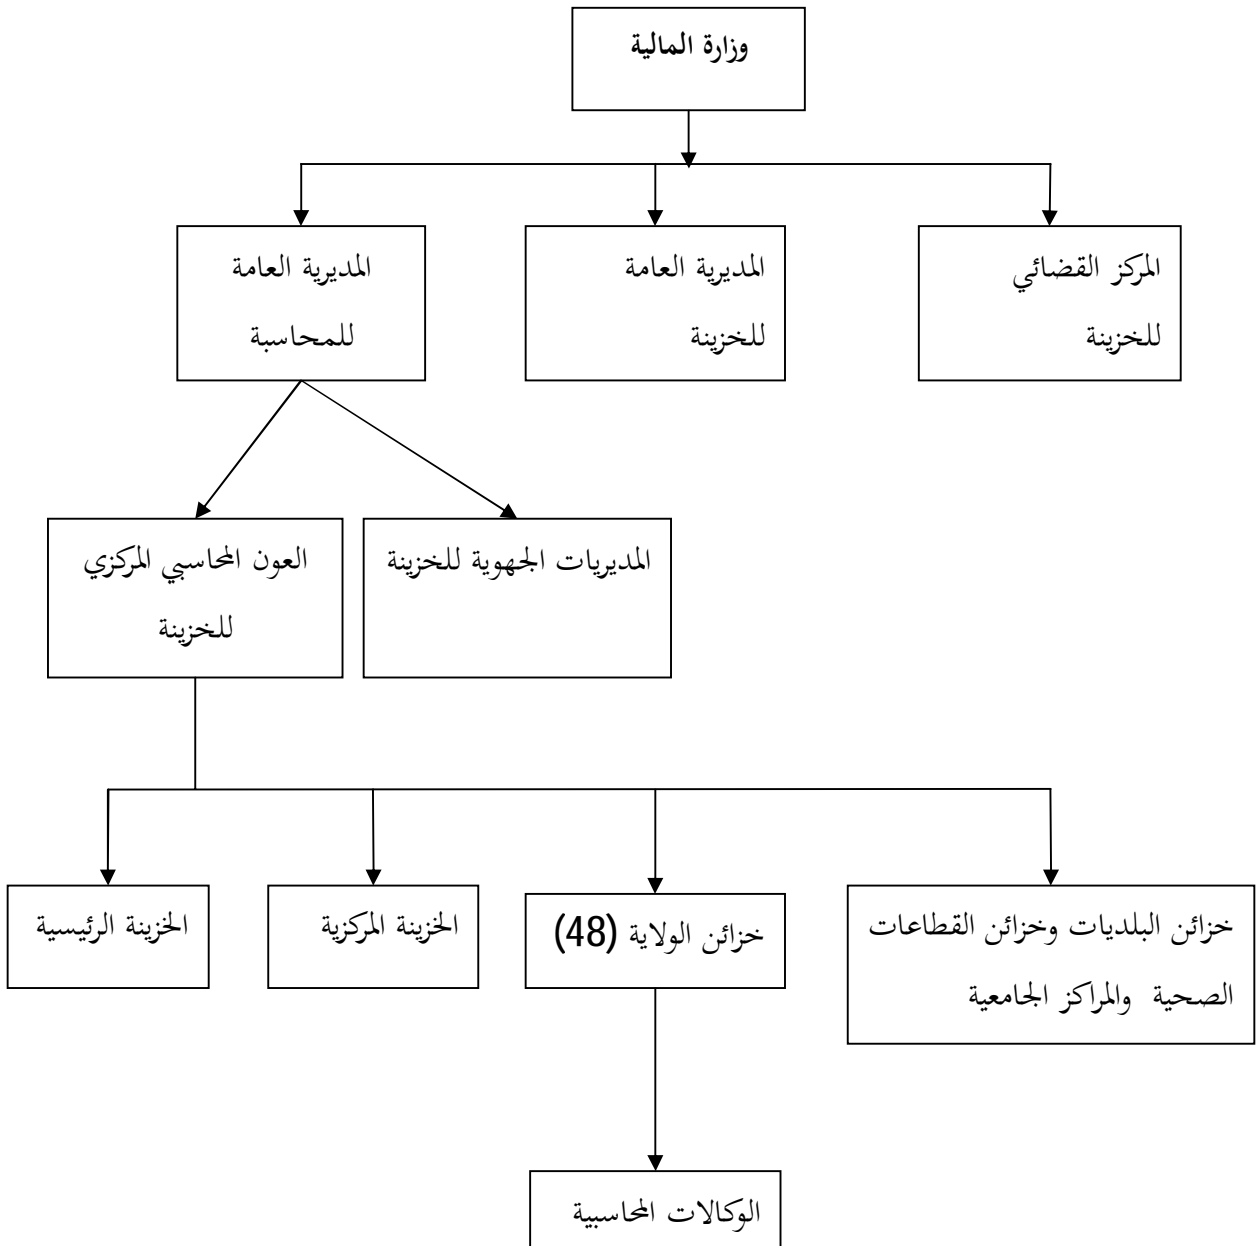 وزارة المالية
المركز القضائي
للخزينة
المديرية العامة
للخزينة
المديرية العامة
للمحاسبة
المديريات الجهوية للخزينة
العون المحاسبي المركزي
للخزينة
خزائن البلديات وخزائن القطاعات
الصحية والمراكز الجامعية
خزائن الولاية (48)
الخزينة المركزية
الخزينة الرئيسية
الوكالات المحاسبية